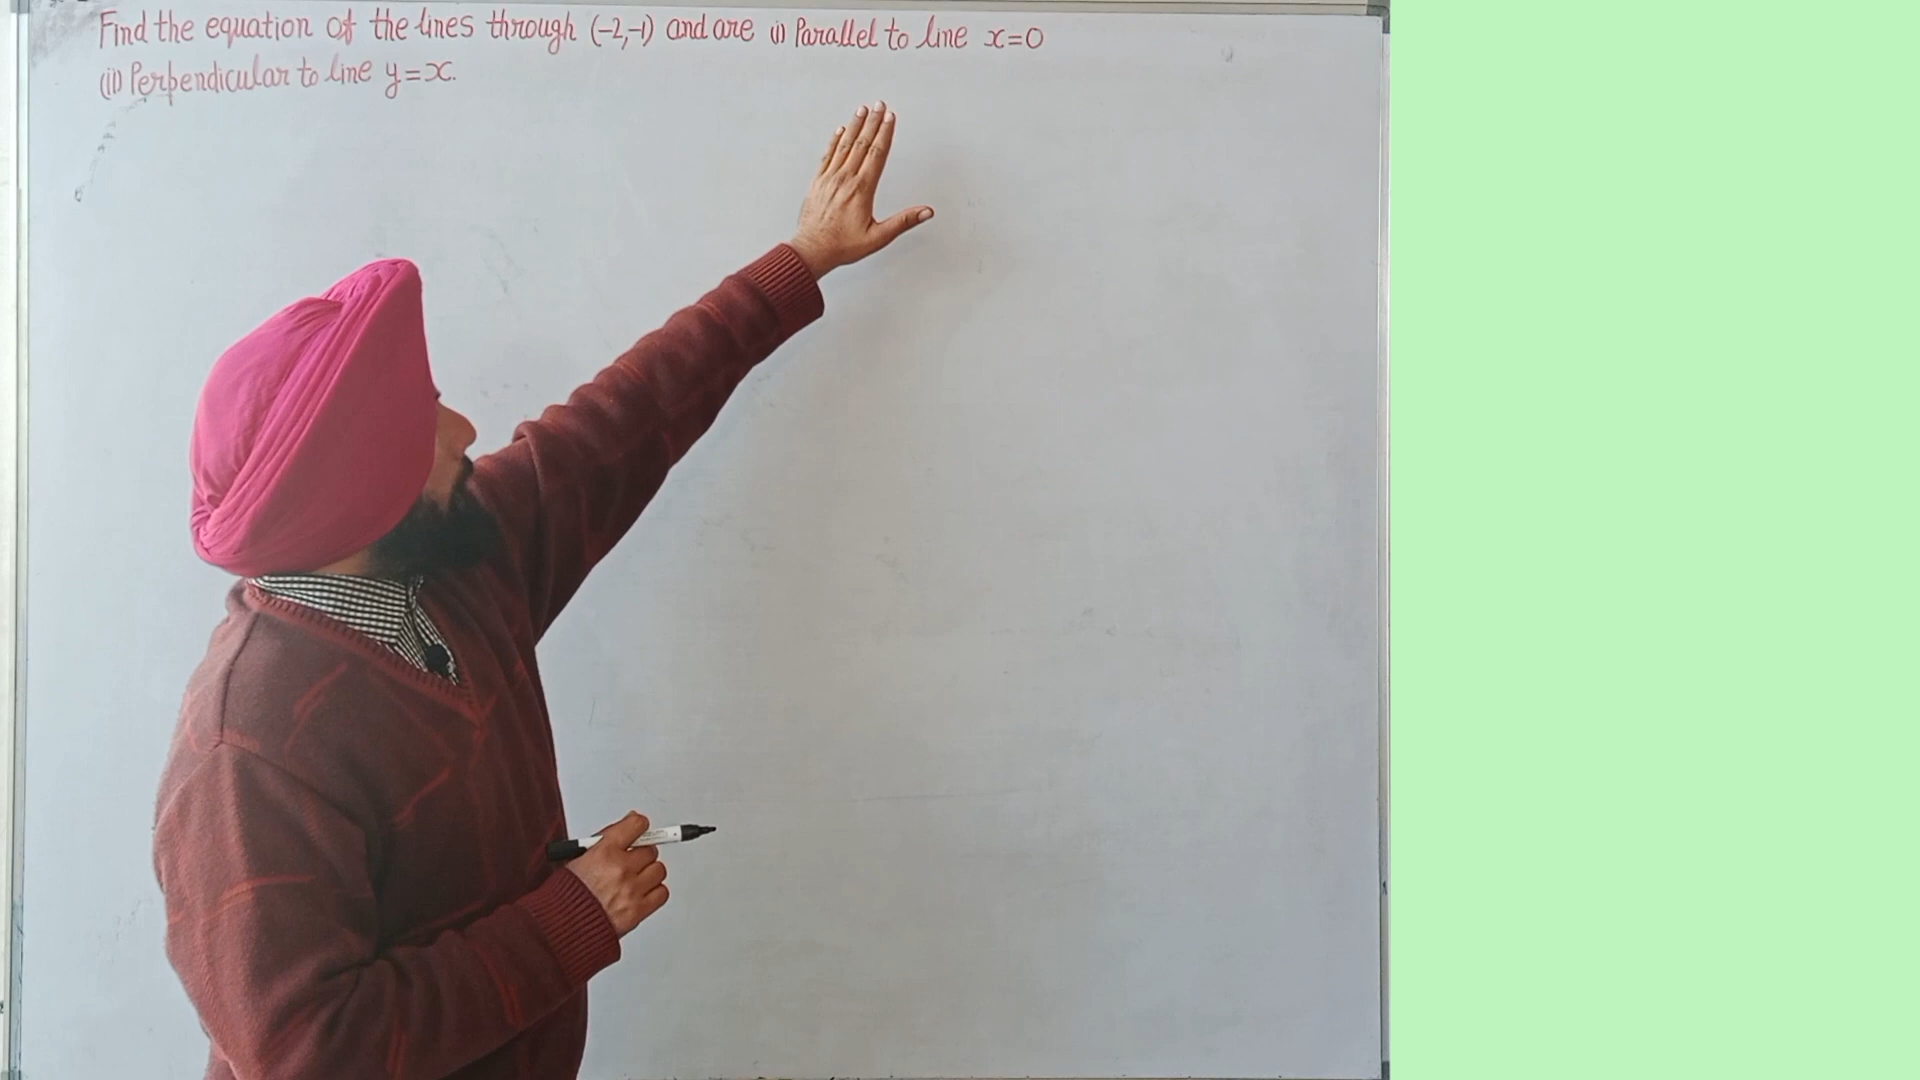 Find the equation of the lines through (-2,-1) and are (i) Parallel to line x=0
(ii) Perpendicular to line y=x.